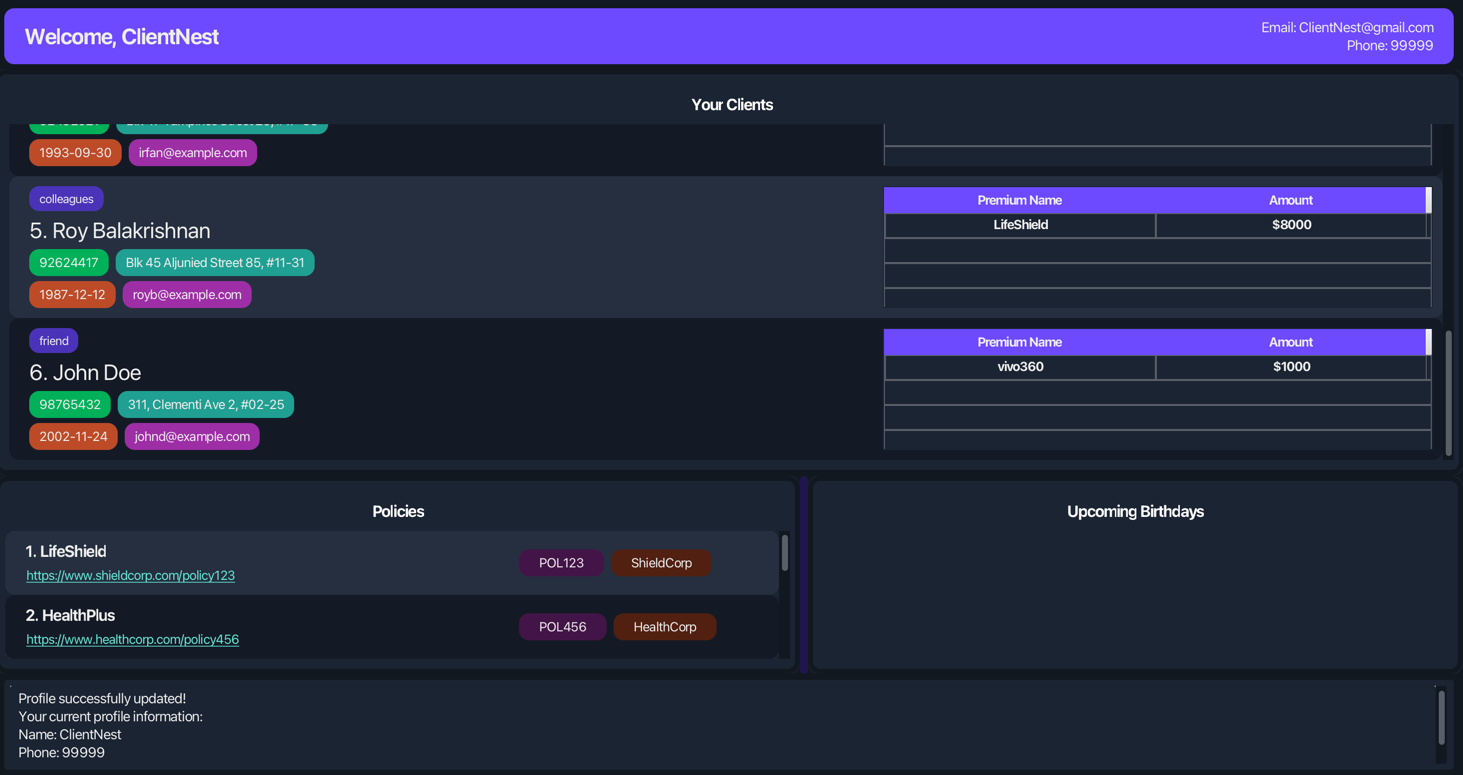 Welcome, ClientNest
Email: ClientNest@gmail.com
Phone: 99999
Your Clients
1993-09-30 irfan@example.com
colleagues
5. Roy Balakrishnan
92624417 Blk 45 Aljunied Street 85, #11-31
1987-12-12 royb@example.com
Premium Name Amount
LifeShield $8000
friend
6. John Doe
98765432 311, Clementi Ave 2, #02-25
2002-11-24 johnd@example.com
Premium Name Amount
vivo360 $1000
Policies
1. LifeShield
https://www.shieldcorp.com/policy123
POL123 ShieldCorp
2. HealthPlus
https://www.healthcorp.com/policy456
POL456 HealthCorp
Upcoming Birthdays
Profile successfully updated!
Your current profile information:
Name: ClientNest
Phone: 99999